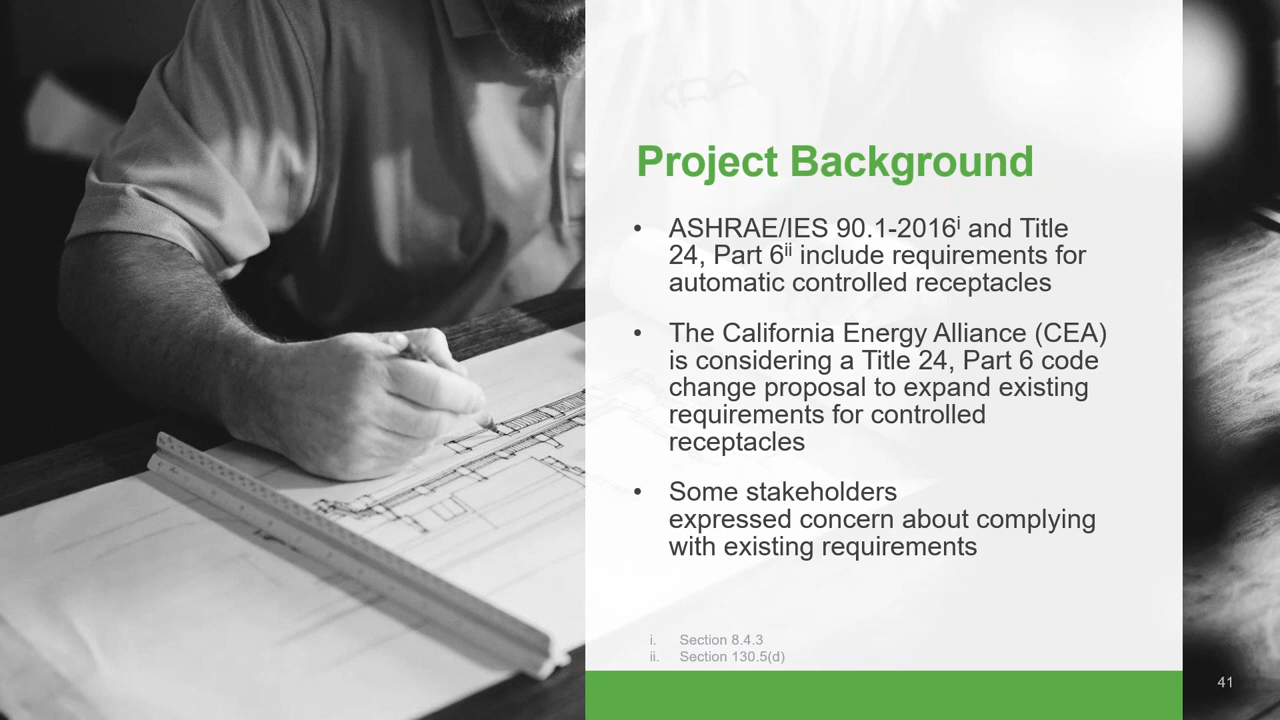 Project Background
• ASHRAE/IES 90.1-2016ⁱ and Title
24, Part 6ⁱⁱ include requirements for
automatic controlled receptacles
• The California Energy Alliance (CEA)
is considering a Title 24, Part 6 code
change proposal to expand existing
requirements for controlled
receptacles
• Some stakeholders
expressed concern about complying
with existing requirements
i. Section 8.4.3
ii. Section 130.5(d)
41